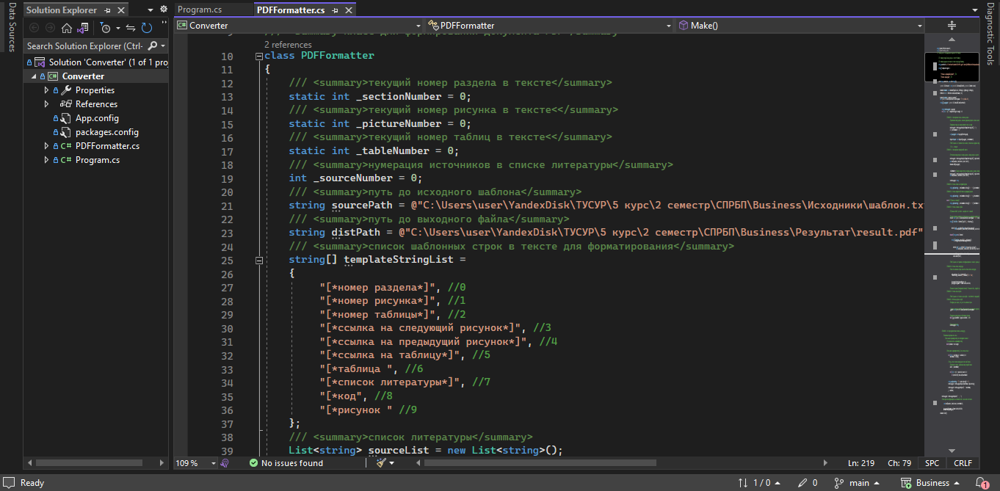 Data Sources
Solution Explorer
Search Solution Explorer (Ctrl-
Solution 'Converter' (1 of 1 proj
C# Converter
Properties
References
App.config
packages.config
C# PDFFormatter.cs
C# Program.cs
Program.cs
PDFFormatter.cs
C# Converter
PDFFormatter
Make()
2 references
10 class PDFFormatter
11 {
12 /// <summary>текущий номер раздела в тексте</summary>
13 static int _sectionNumber = 0;
14 /// <summary>текущий номер рисунка в тексте<</summary>
15 static int _pictureNumber = 0;
16 /// <summary>текущий номер таблиц в тексте<</summary>
17 static int _tableNumber = 0;
18 /// <summary>нумерация источников в списке литературы</summary>
19 int _sourceNumber = 0;
20 /// <summary>путь до исходного шаблона</summary>
21 string sourcePath = @"C:\Users\user\YandexDisk\ТУСУР\5 курс\2 семестр\СПРБП\Business\Исходники\шаблон.tx
22 /// <summary>путь до выходного файла</summary>
23 string distPath = @"C:\Users\user\YandexDisk\ТУСУР\5 курс\2 семестр\СПРБП\Business\Результат\result.pdf"
24 /// <summary>список шаблонных строк в тексте для форматирования</summary>
25 string[] templateStringList =
26 {
27 "[*номер раздела*]", //0
28 "[*номер рисунка*]", //1
29 "[*номер таблицы*]", //2
30 "[*ссылка на следующий рисунок*]", //3
31 "[*ссылка на предыдущий рисунок*]", //4
32 "[*ссылка на таблицу*]", //5
33 "[*таблица ", //6
34 "[*список литературы*]", //7
35 "[*код", //8
36 "[*рисунок " //9
37 };
38 /// <summary>список литературы</summary>
39 List<string> sourceList = new List<string>();
109 %
No issues found
Ln: 219
Ch: 79
SPC
CRLF
Ready
1 / 0
0
main
Business
1
Diagnostic Tools